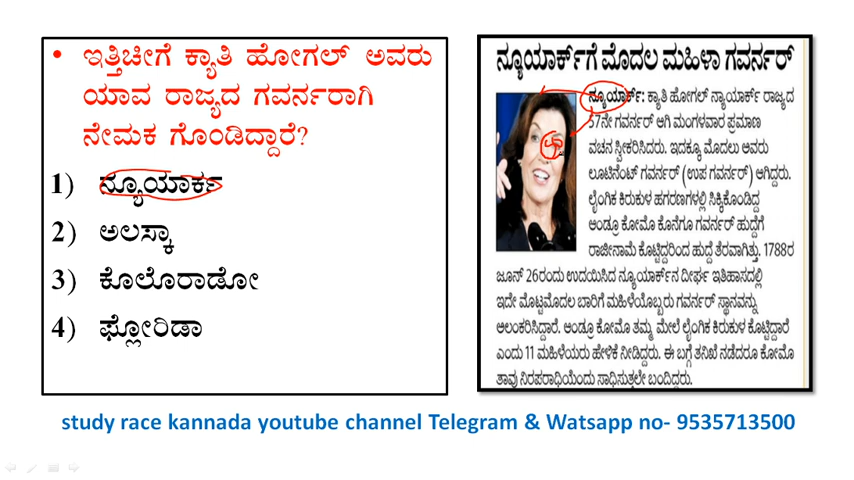 • ಇತ್ತಿಚೀಗೆ ಕ್ಯಾತಿ ಹೋಗಲ್ ಅವರು
ಯಾವ ರಾಜ್ಯದ ಗವರ್ನರಾಗಿ
ನೇಮಕ ಗೊಂಡಿದ್ದಾರೆ?
1) ನ್ಯೂಯಾರ್ಕ
2) ಅಲಸ್ಕಾ
3) ಕೊಲೊರಾಡೋ
4) ಫ್ಲೋರಿಡಾ
ನ್ಯೂಯಾರ್ಕ್‌ಗೆ ಮೊದಲ ಮಹಿಳಾ ಗವರ್ನರ್
ನ್ಯೂಯಾರ್ಕ್: ಕ್ಯಾತಿ ಹೋಗಲ್ ನ್ಯಾಯಾರ್ಕ್ ರಾಜ್ಯದ
57ನೇ ಗವರ್ನರ್ ಆಗಿ ಮಂಗಳವಾರ ಪ್ರಮಾಣ
ವಚನ ಸ್ವೀಕರಿಸಿದರು. ಇದಕ್ಕೂ ಮೊದಲು ಅವರು
ಲೂಟಿನೆಂಟ್ ಗವರ್ನರ್ (ಉಪ ಗವರ್ನರ್) ಆಗಿದ್ದರು.
ಲೈಂಗಿಕ ಕಿರುಕುಳ ಹಗರಣಗಳಲ್ಲಿ ಸಿಕ್ಕಿಕೊಂಡಿದ್ದ
ಆಂಡ್ರೂ ಕೋಮೊ ಕೊನೆಗೂ ಗವರ್ನರ್ ಹುದ್ದೆಗೆ
ರಾಜೀನಾಮೆ ಕೊಟ್ಟಿದ್ದರಿಂದ ಹುದ್ದೆ ತೆರವಾಗಿತ್ತು. 1788ರ
ಜೂನ್ 26ರಂದು ಉದಯಿಸಿದ ನ್ಯೂಯಾರ್ಕ್‌ನ ದೀರ್ಘ ಇತಿಹಾಸದಲ್ಲಿ
ಇದೇ ಮೊಟ್ಟಮೊದಲ ಬಾರಿಗೆ ಮಹಿಳೆಯೊಬ್ಬರು ಗವರ್ನರ್ ಸ್ಥಾನವನ್ನು
ಅಲಂಕರಿಸಿದ್ದಾರೆ. ಆಂಡ್ರೂ ಕೋಮೊ ತಮ್ಮ ಮೇಲೆ ಲೈಂಗಿಕ ಕಿರುಕುಳ ಕೊಟ್ಟಿದ್ದಾರೆ
ಎಂದು 11 ಮಹಿಳೆಯರು ಹೇಳಿಕೆ ನೀಡಿದ್ದರು. ಈ ಬಗ್ಗೆ ತನಿಖೆ ನಡೆದರೂ ಕೋಮೊ
ತಾವು ನಿರಪರಾಧಿಯೆಂದು ಸಾಧಿಸುತ್ತಲೇ ಬಂದಿದ್ದರು.
study race kannada youtube channel Telegram & Watsapp no- 9535713500